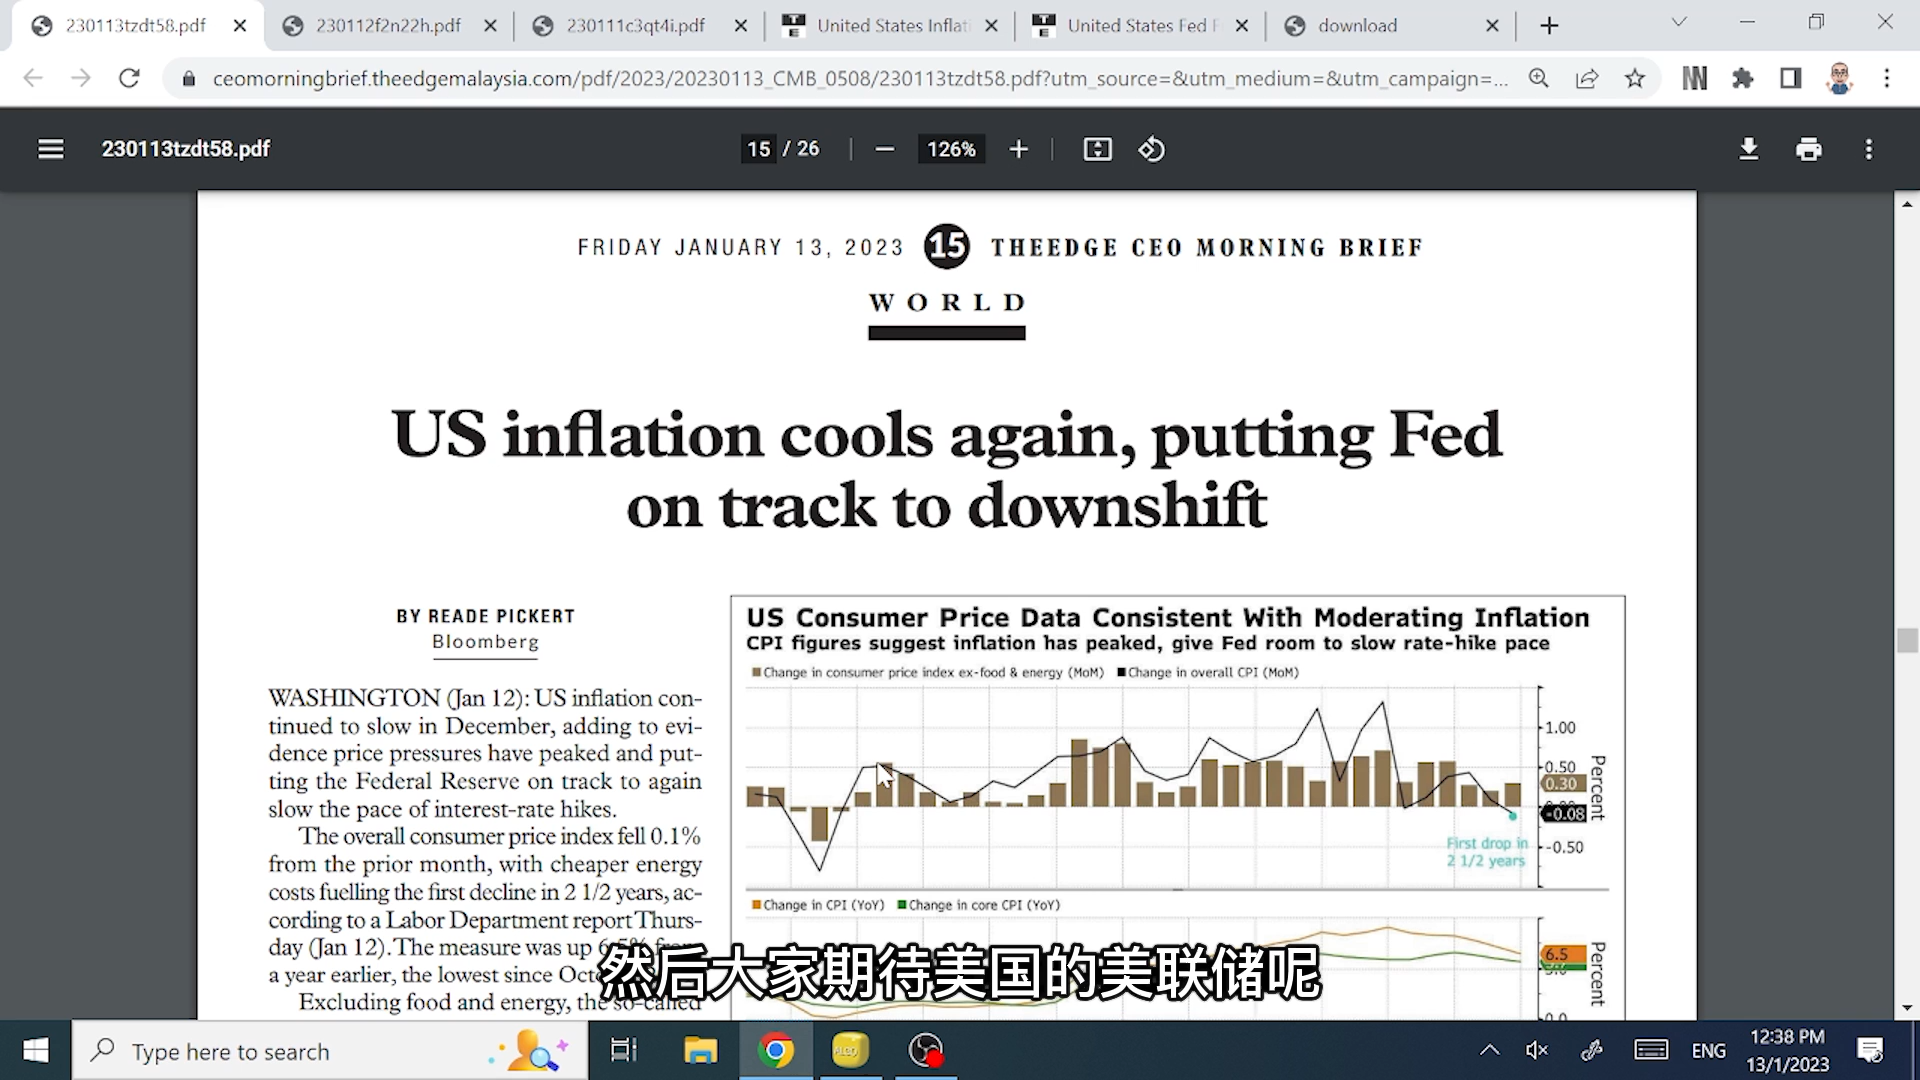 230113tzdt58.pdf
230112f2n22h.pdf
230111c3qt4i.pdf
United States Inflat
United States Fed F
download
ceomorningbrief.theedgemalaysia.com/pdf/2023/20230113_CMB_0508/230113tzdt58.pdf?utm_source=&utm_medium=&utm_campaign=...
230113tzdt58.pdf
15 / 26
126%
FRIDAY JANUARY 13, 2023 15 THEEDGE CEO MORNING BRIEF
WORLD
US inflation cools again, putting Fed
on track to downshift
BY READE PICKERT
Bloomberg
WASHINGTON (Jan 12): US inflation con-
tinued to slow in December, adding to evi-
dence price pressures have peaked and put-
ting the Federal Reserve on track to again
slow the pace of interest-rate hikes.
The overall consumer price index fell 0.1%
from the prior month, with cheaper energy
costs fuelling the first decline in 2 1/2 years, ac-
cording to a Labor Department report Thurs-
day (Jan 12). The measure was up 6.5% from
a year earlier, the lowest since Oct
Excluding food and energy, the so-called
US Consumer Price Data Consistent With Moderating Inflation
CPI figures suggest inflation has peaked, give Fed room to slow rate-hike pace
Change in consumer price index ex-food & energy (MoM) Change in overall CPI (MoM)
1.00
0.50
0.30
-0.08
-0.50
Percent
First drop in
2 1/2 years
Change in CPI (YoY) Change in core CPI (YoY)
6.5
0.0
Percent
然后大家期待美国的美联储呢
Type here to search
ENG
12:38 PM
13/1/2023